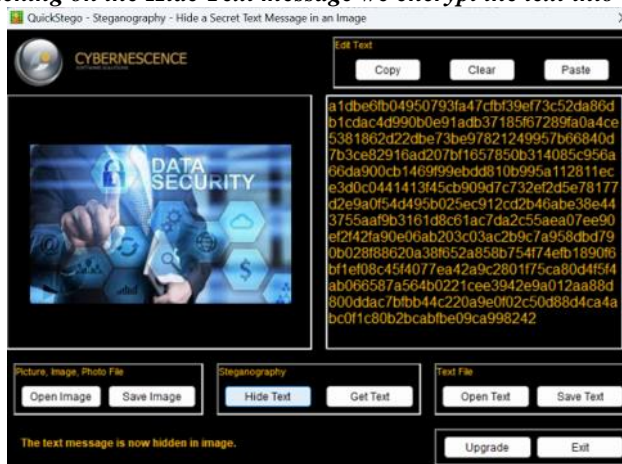 QuickStego - Steganography - Hide a Secret Text Message in an Image
CYBERNESCENCE
Edit Text
Copy Clear Paste
DATA
SECURITY
a1dbe6fb04950793fa47cfbf39ef73c52da86d
b1cdac4d990b0e91adb37185f67289fa0a4ce
5381862d22dbe73be97821249957b66840d
7b3ce82916ad207bf1657850b314085c956a
66da900cb1469f99ebdd810b995a112811ec
e3d0c0441413f45cb909d7c732ef2d5e78177
d2e9a0f54d495b025ec912cd2b46abe38e44
3755aaf9b3161d8c61ac7da2c55aea07ee90
ef2f42fa90e06ab203c03ac2b9c7a958dbd79
0b028f88620a38f652a858b754f74efb1890f6
bf1ef08c45f4077ea42a9c2801f75ca80d4f5f4
ab066587a564b0221cee3942e9a012aa88d
800ddac7bfbb44c220a9e0f02c50d88d4ca4a
bc0f1c80b2bcabfbe09ca998242
Picture, Image, Photo File
Open Image Save Image
Steganography
Hide Text Get Text
Text File
Open Text Save Text
The text message is now hidden in image.
Upgrade Exit